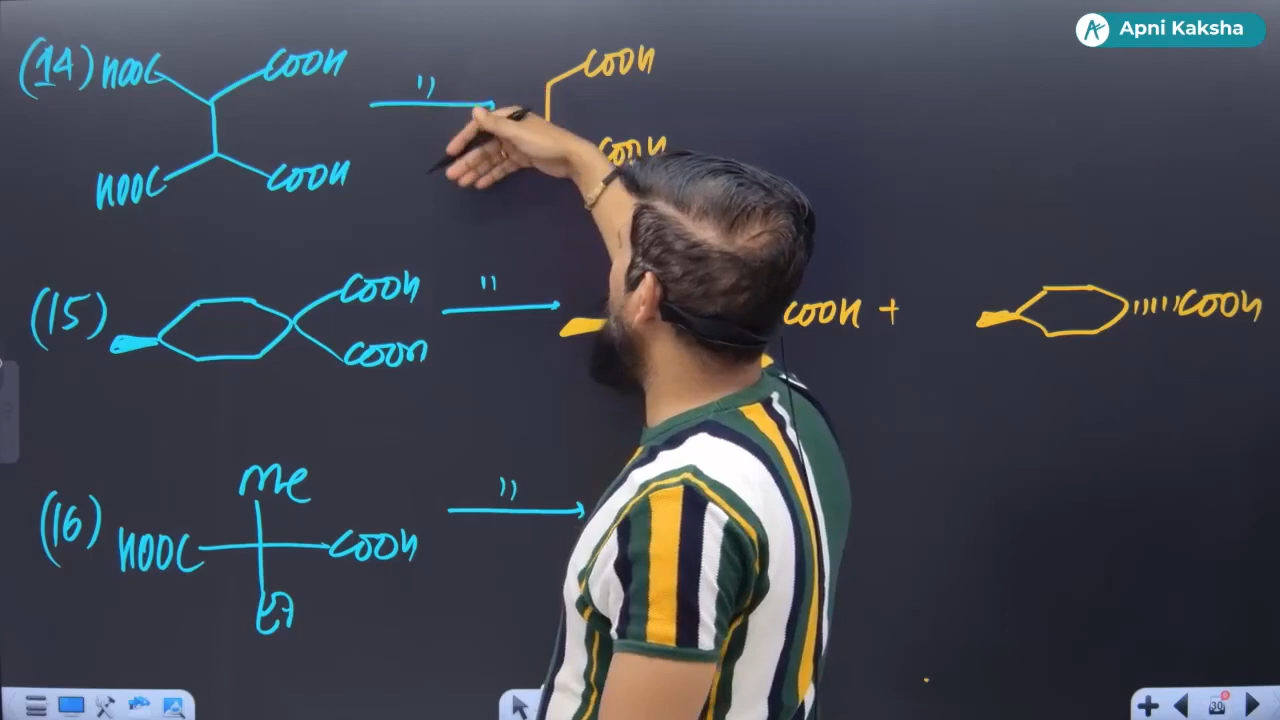 Apni Kaksha
(14) HOOC COOH " COOH
HOOC COOH COOH
(15) COOH " COOH + COOH
COOH
(16) Me "
HOOC COOH
Et
30